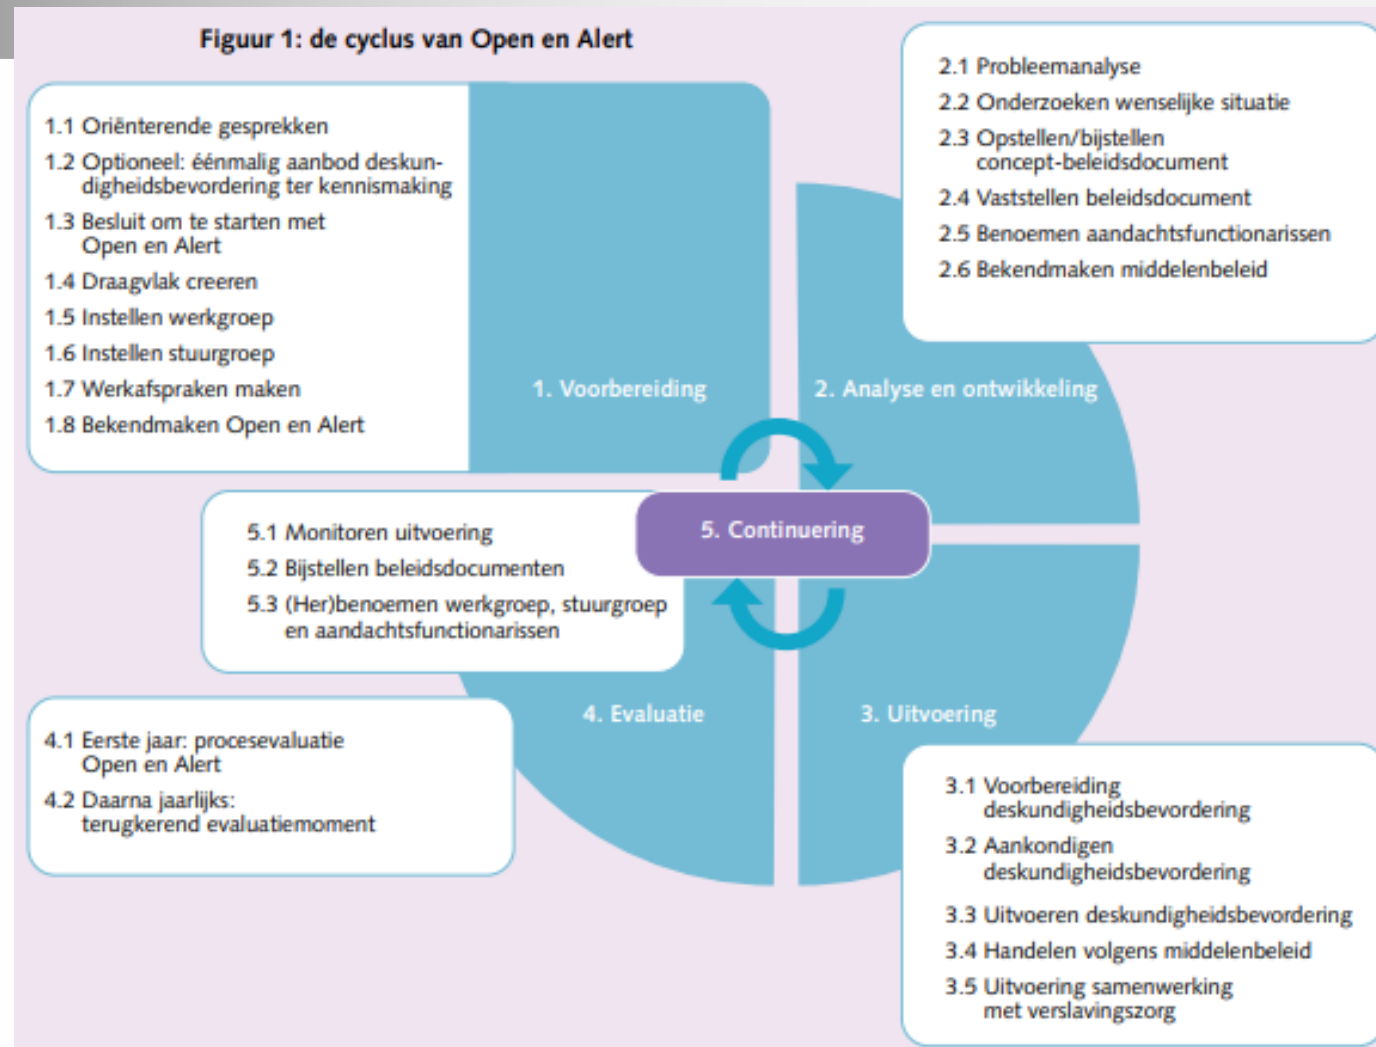 Figuur 1: de cyclus van Open en Alert
1.1 Oriënterende gesprekken
1.2 Optioneel: éénmalig aanbod deskun-
digheidsbevordering ter kennismaking
1.3 Besluit om te starten met
Open en Alert
1.4 Draagvlak creeren
1.5 Instellen werkgroep
1.6 Instellen stuurgroep
1.7 Werkafspraken maken
1.8 Bekendmaken Open en Alert
1. Voorbereiding
2.1 Probleemanalyse
2.2 Onderzoeken wenselijke situatie
2.3 Opstellen/bijstellen
concept-beleidsdocument
2.4 Vaststellen beleidsdocument
2.5 Benoemen aandachtsfunctionarissen
2.6 Bekendmaken middelenbeleid
2. Analyse en ontwikkeling
5.1 Monitoren uitvoering
5.2 Bijstellen beleidsdocumenten
5.3 (Her)benoemen werkgroep, stuurgroep
en aandachtsfunctionarissen
5. Continuering
4. Evaluatie
3. Uitvoering
4.1 Eerste jaar: procesevaluatie
Open en Alert
4.2 Daarna jaarlijks:
terugkerend evaluatiemoment
3.1 Voorbereiding
deskundigheidsbevordering
3.2 Aankondigen
deskundigheidsbevordering
3.3 Uitvoeren deskundigheidsbevordering
3.4 Handelen volgens middelenbeleid
3.5 Uitvoering samenwerking
met verslavingszorg